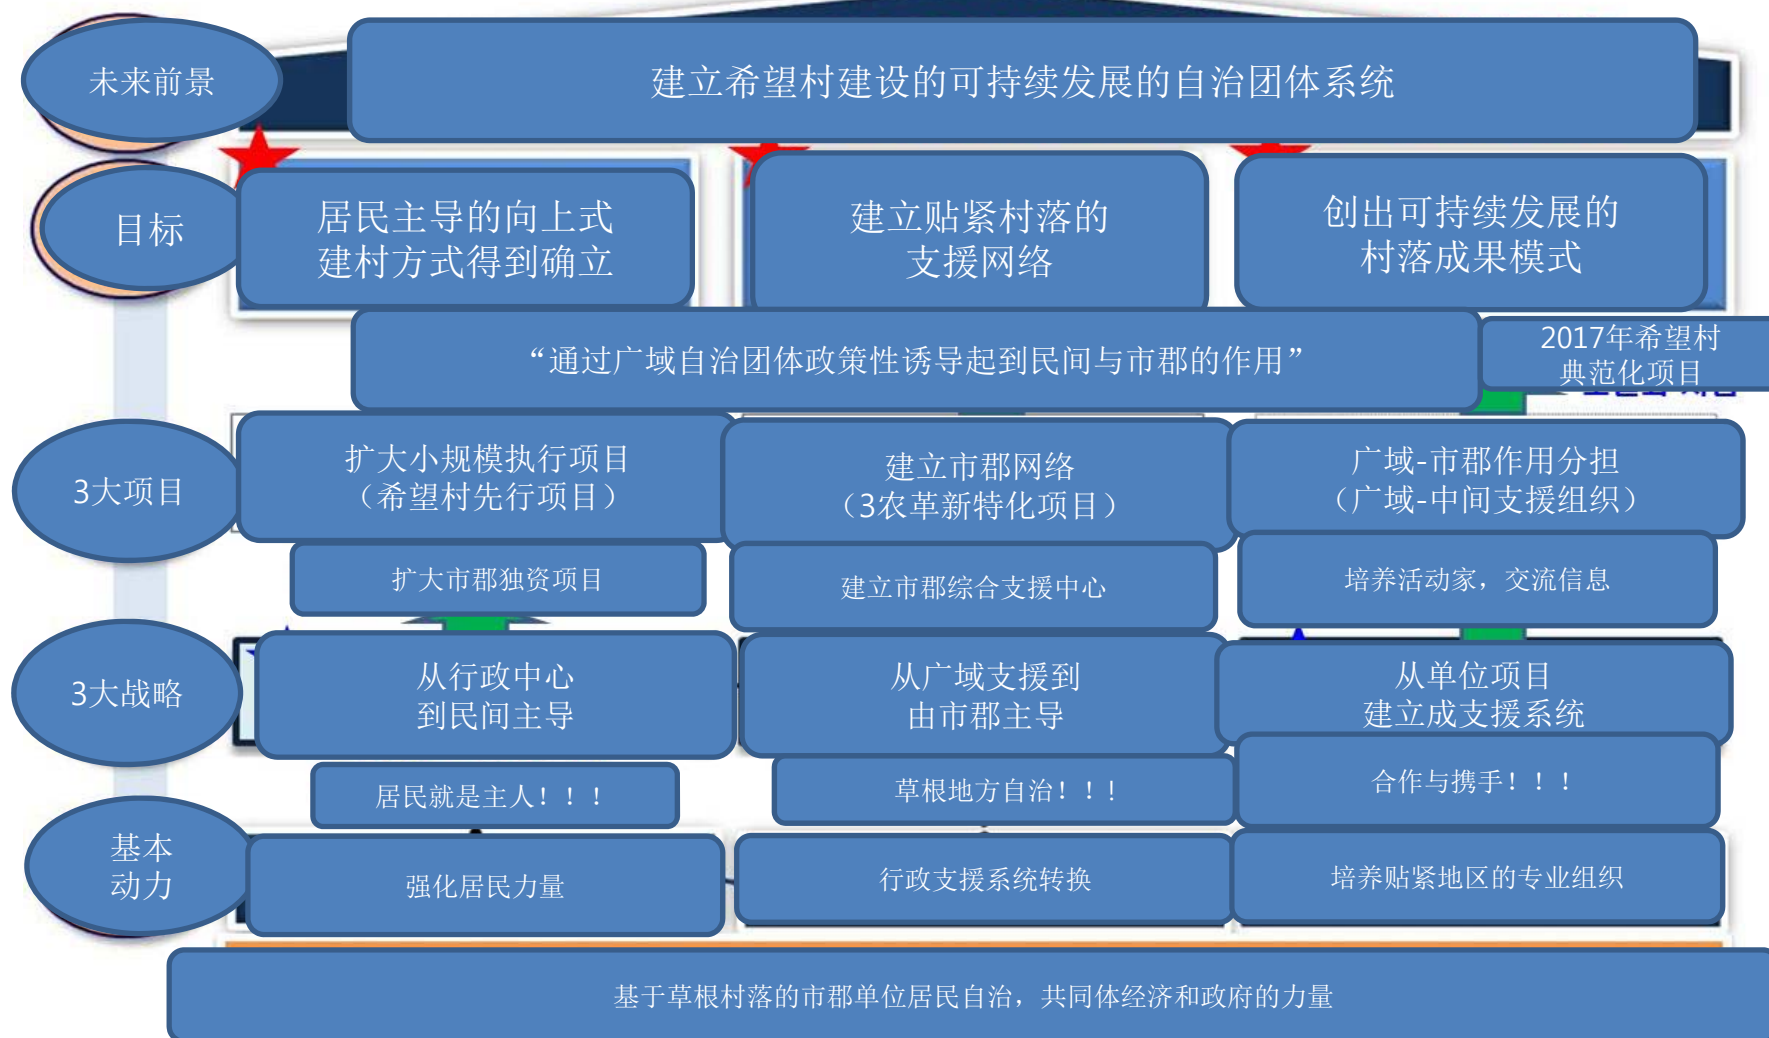 未来前景
建立希望村建设的可持续发展的自治团体系统
目标
居民主导的向上式
建村方式得到确立
建立贴紧村落的
支援网络
创出可持续发展的
村落成果模式
“通过广域自治团体政策性诱导起到民间与市郡的作用”
2017年希望村
典范化项目
3大项目
扩大小规模执行项目
（希望村先行项目）
建立市郡网络
（3农革新特化项目）
广域-市郡作用分担
（广域-中间支援组织）
扩大市郡独资项目
建立市郡综合支援中心
培养活动家，交流信息
3大战略
从行政中心
到民间主导
从广域支援到
由市郡主导
从单位项目
建立成支援系统
居民就是主人！！！
草根地方自治！！！
合作与携手！！！
基本
动力
强化居民力量
行政支援系统转换
培养贴紧地区的专业组织
基于草根村落的市郡单位居民自治，共同体经济和政府的力量